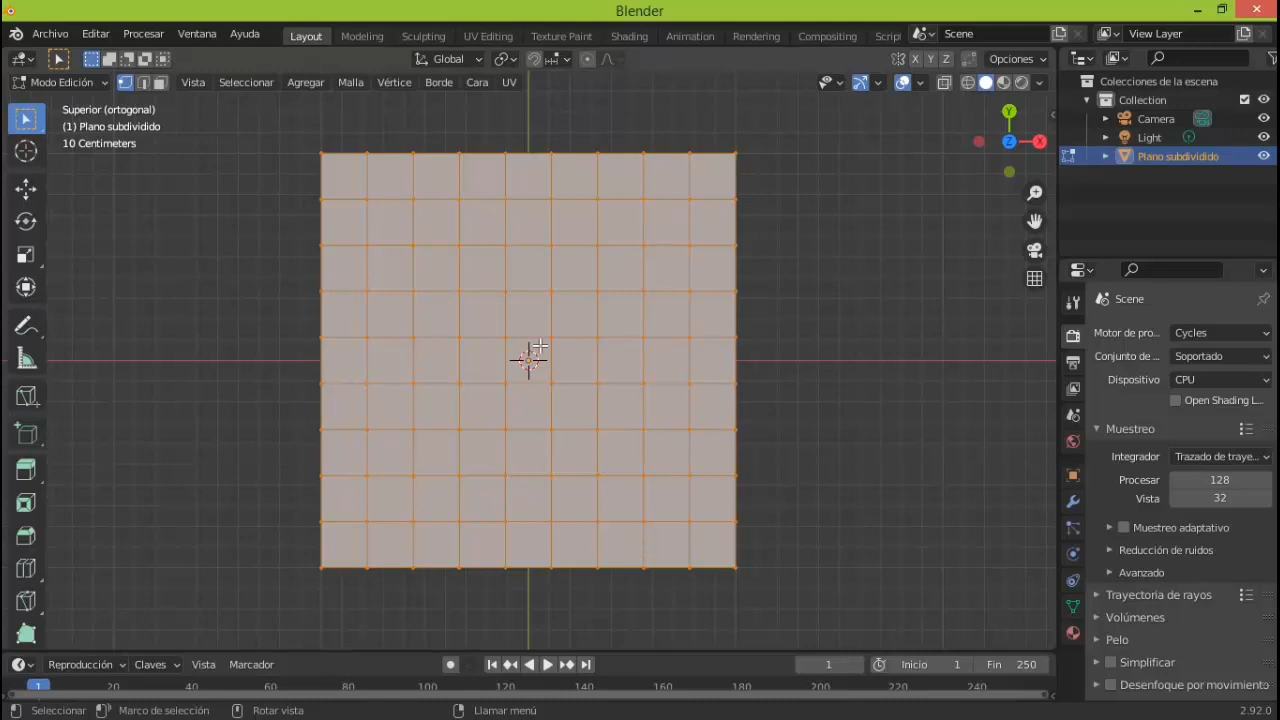 Blender
Archivo Editar Procesar Ventana Ayuda Layout Modeling Sculpting UV Editing Texture Paint Shading Animation Rendering Compositing Script Scene View Layer
Global X Y Z Opciones
Modo Edición Vista Seleccionar Agregar Malla Vértice Borde Cara UV
Superior (ortogonal)
(1) Plano subdividido
10 Centimeters
Y
Z X
Colecciones de la escena
Collection
Camera
Light
Plano subdividido
Scene
Motor de pro... Cycles
Conjunto de ... Soportado
Dispositivo CPU
Open Shading L...
Muestreo
Integrador Trazado de traye...
Procesar 128
Vista 32
Muestreo adaptativo
Reducción de ruidos
Avanzado
Trayectoria de rayos
Volúmenes
Pelo
Simplificar
Desenfoque por movimiento
Reproducción Claves Vista Marcador 1 Inicio 1 Fin 250
1 20 40 60 80 100 120 140 160 180 200 220 240
Seleccionar Marco de selección Rotar vista Llamar menú 2.92.0